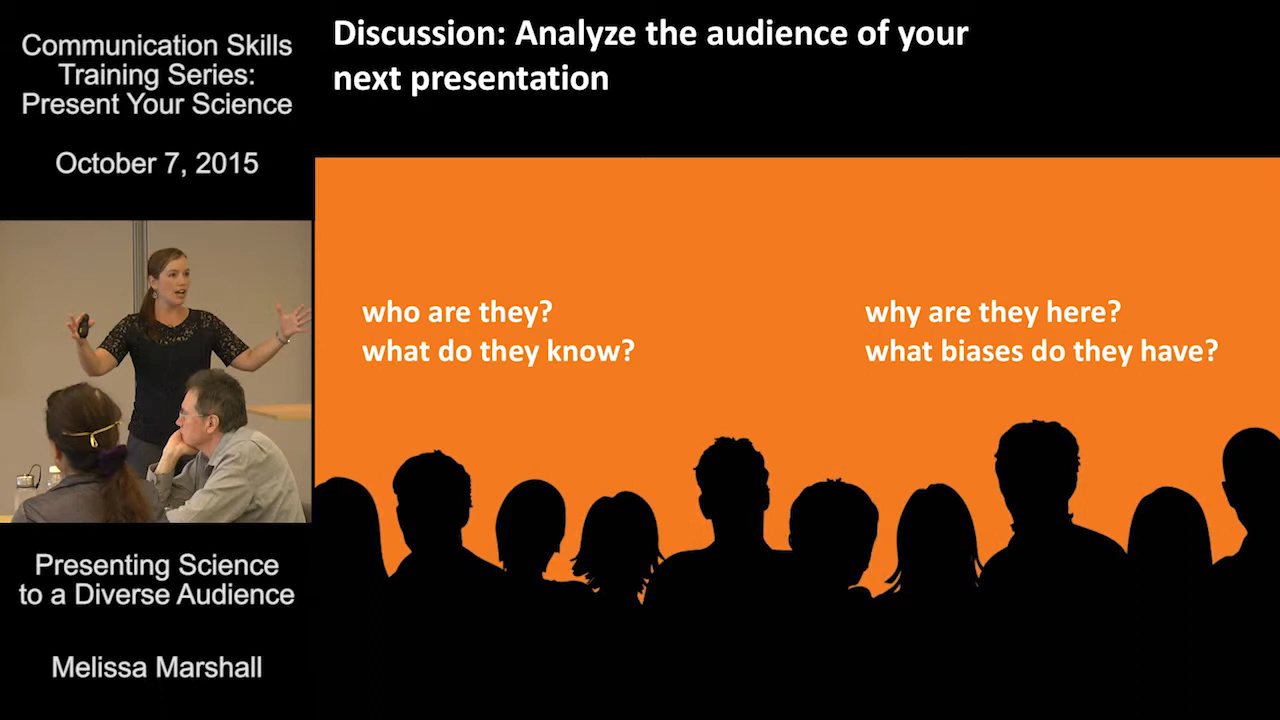 Communication Skills
Training Series:
Present Your Science
October 7, 2015
Presenting Science
to a Diverse Audience
Melissa Marshall
Discussion: Analyze the audience of your
next presentation
who are they?
what do they know?
why are they here?
what biases do they have?